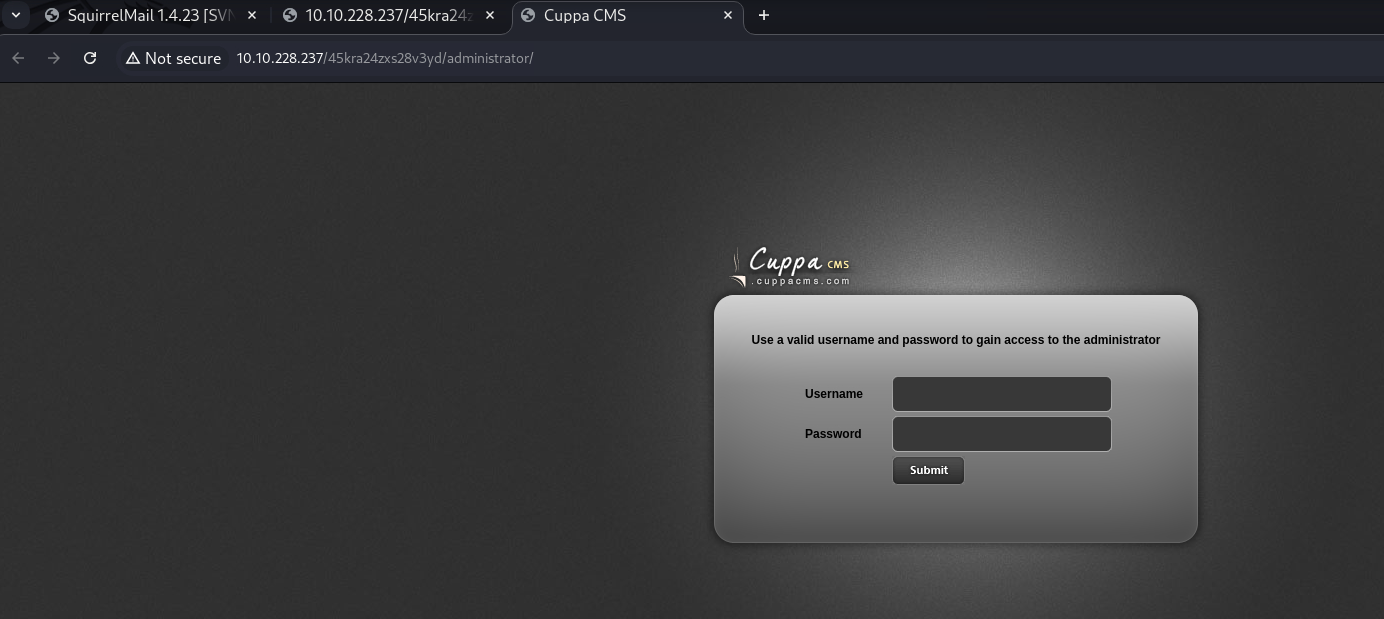 SquirrelMail 1.4.23 [SVN
10.10.228.237/45kra24z
Cuppa CMS
Not secure
10.10.228.237/45kra24zxs28v3yd/administrator/
Cuppa CMS
.cuppacms.com
Use a valid username and password to gain access to the administrator
Username
Password
Submit